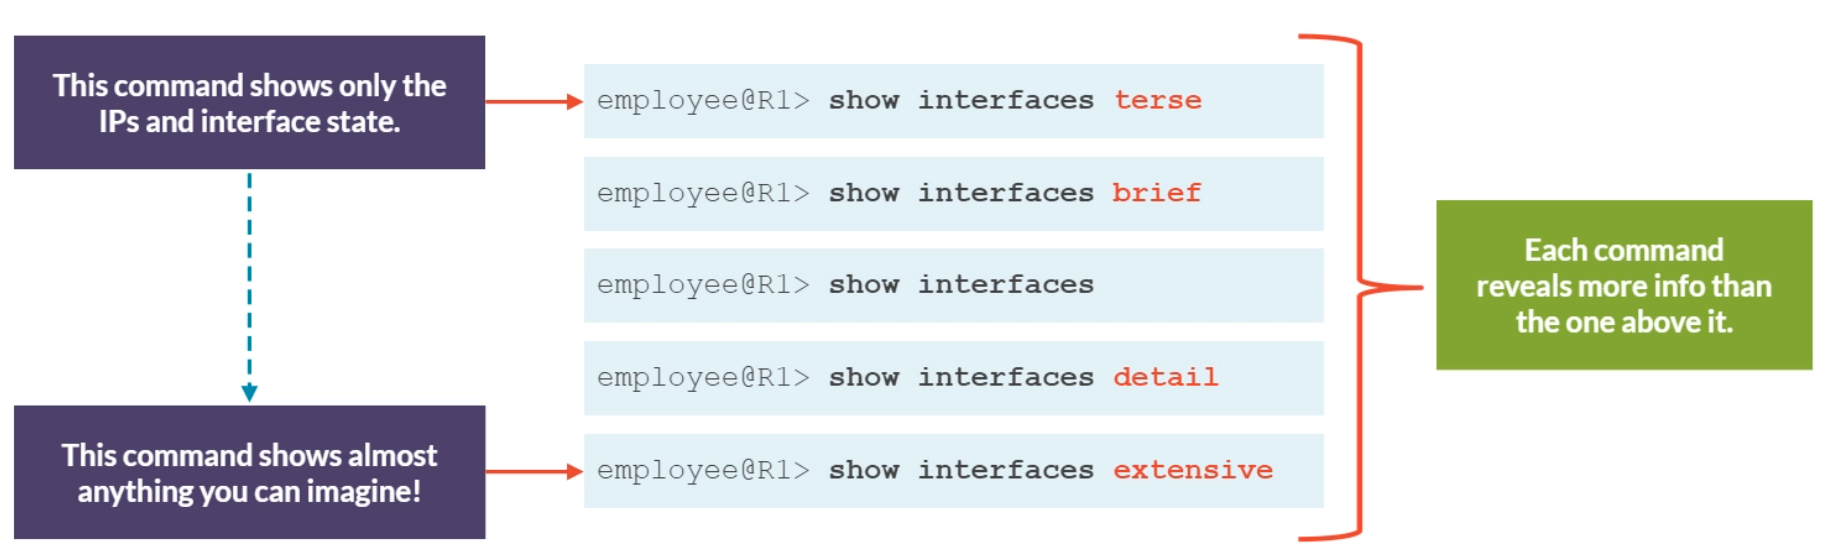 This command shows only the
IPs and interface state.
employee@R1> show interfaces terse
employee@R1> show interfaces brief
employee@R1> show interfaces
employee@R1> show interfaces detail
employee@R1> show interfaces extensive
This command shows almost
anything you can imagine!
Each command
reveals more info than
the one above it.